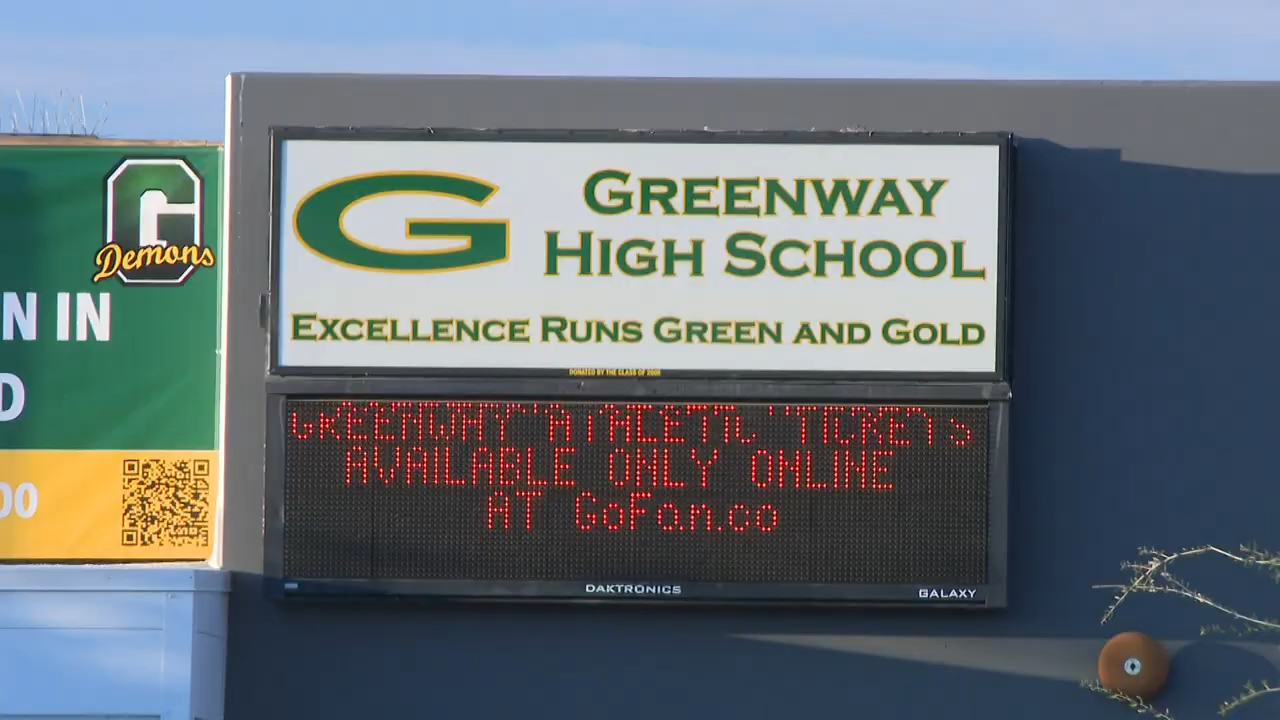 G
Demons
N IN
D
00
G
GREENWAY
HIGH SCHOOL
EXCELLENCE RUNS GREEN AND GOLD
DONATED BY THE CLASS OF
GREENWAY ATHLETIC TICKETS
AVAILABLE ONLY ONLINE
AT GoFan.co
DAKTRONICS
GALAXY